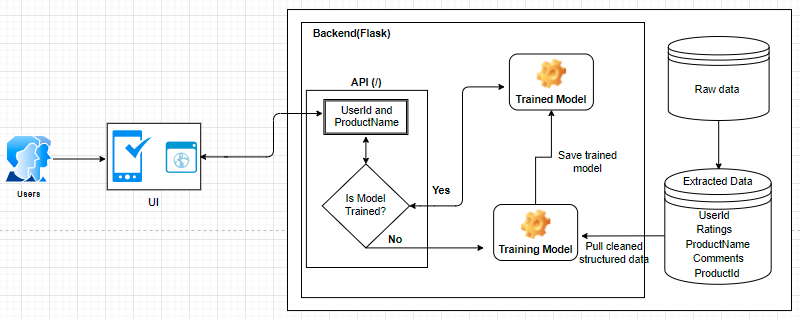 Backend(Flask)
API (/)
UserId and
ProductName
Is Model
Trained?
Yes
No
Users
UI
Trained Model
Save trained
model
Training Model
Pull cleaned
structured data
Raw data
Extracted Data
UserId
Ratings
ProductName
Comments
ProductId